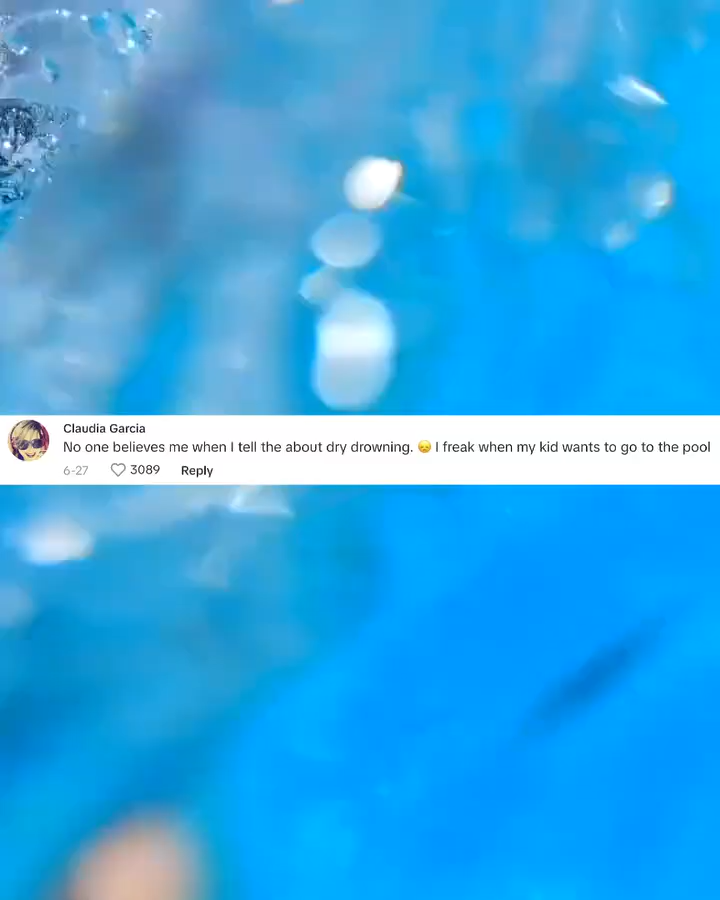 Claudia Garcia
No one believes me when I tell the about dry drowning. 😞 I freak when my kid wants to go to the pool
6-27 3089 Reply